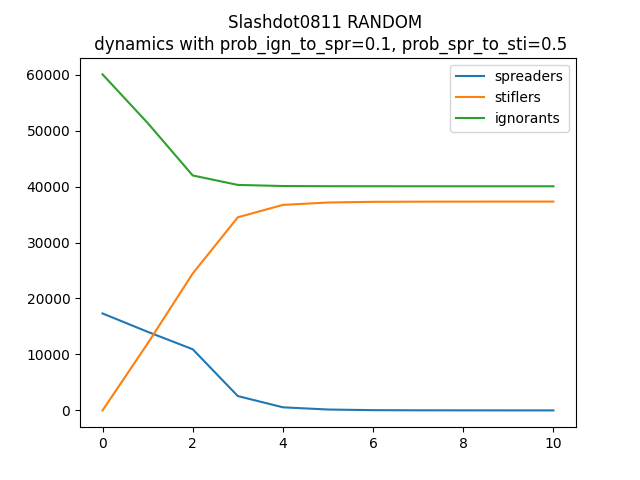 Slashdot0811 RANDOM
dynamics with prob_ign_to_spr=0.1, prob_spr_to_sti=0.5
spreaders
stiflers
ignorants
60000
50000
40000
30000
20000
10000
0
0 2 4 6 8 10